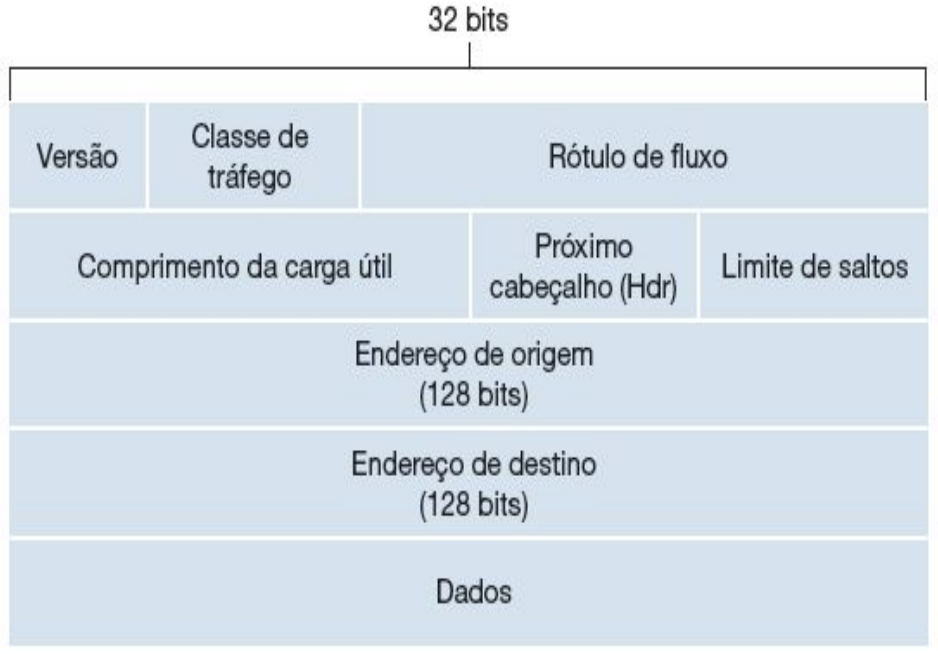 32 bits
Versão
Classe de
tráfego
Rótulo de fluxo
Comprimento da carga útil
Próximo
cabeçalho (Hdr)
Limite de saltos
Endereço de origem
(128 bits)
Endereço de destino
(128 bits)
Dados